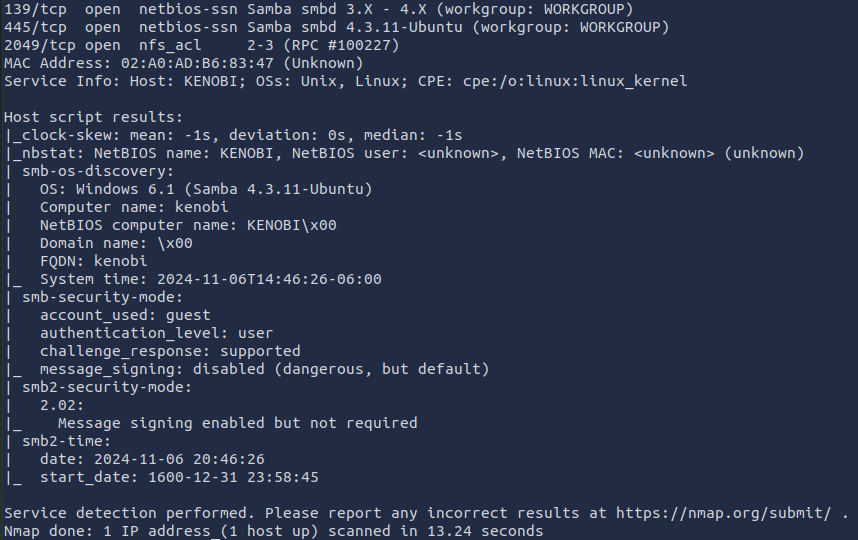 139/tcp  open  netbios-ssn Samba smbd 3.X - 4.X (workgroup: WORKGROUP)
445/tcp  open  netbios-ssn Samba smbd 4.3.11-Ubuntu (workgroup: WORKGROUP)
2049/tcp open  nfs_acl     2-3 (RPC #100227)
MAC Address: 02:A0:AD:B6:83:47 (Unknown)
Service Info: Host: KENOBI; OSs: Unix, Linux; CPE: cpe:/o:linux:linux_kernel

Host script results:
|_clock-skew: mean: -1s, deviation: 0s, median: -1s
|_nbstat: NetBIOS name: KENOBI, NetBIOS user: <unknown>, NetBIOS MAC: <unknown> (unknown)
| smb-os-discovery:
|   OS: Windows 6.1 (Samba 4.3.11-Ubuntu)
|   Computer name: kenobi
|   NetBIOS computer name: KENOBI\x00
|   Domain name: \x00
|   FQDN: kenobi
|_  System time: 2024-11-06T14:46:26-06:00
| smb-security-mode:
|   account_used: guest
|   authentication_level: user
|   challenge_response: supported
|_  message_signing: disabled (dangerous, but default)
| smb2-security-mode:
|   2.02:
|_    Message signing enabled but not required
| smb2-time:
|   date: 2024-11-06 20:46:26
|_  start_date: 1600-12-31 23:58:45

Service detection performed. Please report any incorrect results at https://nmap.org/submit/ .
Nmap done: 1 IP address (1 host up) scanned in 13.24 seconds